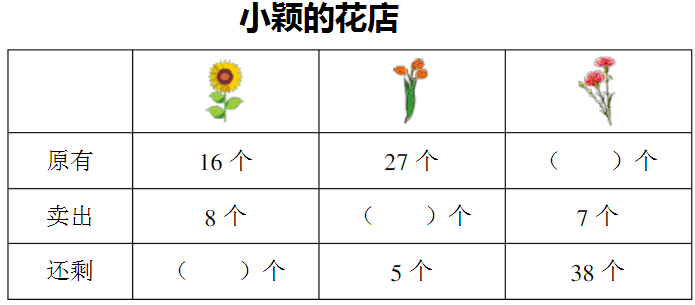 小颖的花店
原有 16 个 27 个 （ ）个
卖出 8 个 （ ）个 7 个
还剩 （ ）个 5 个 38 个